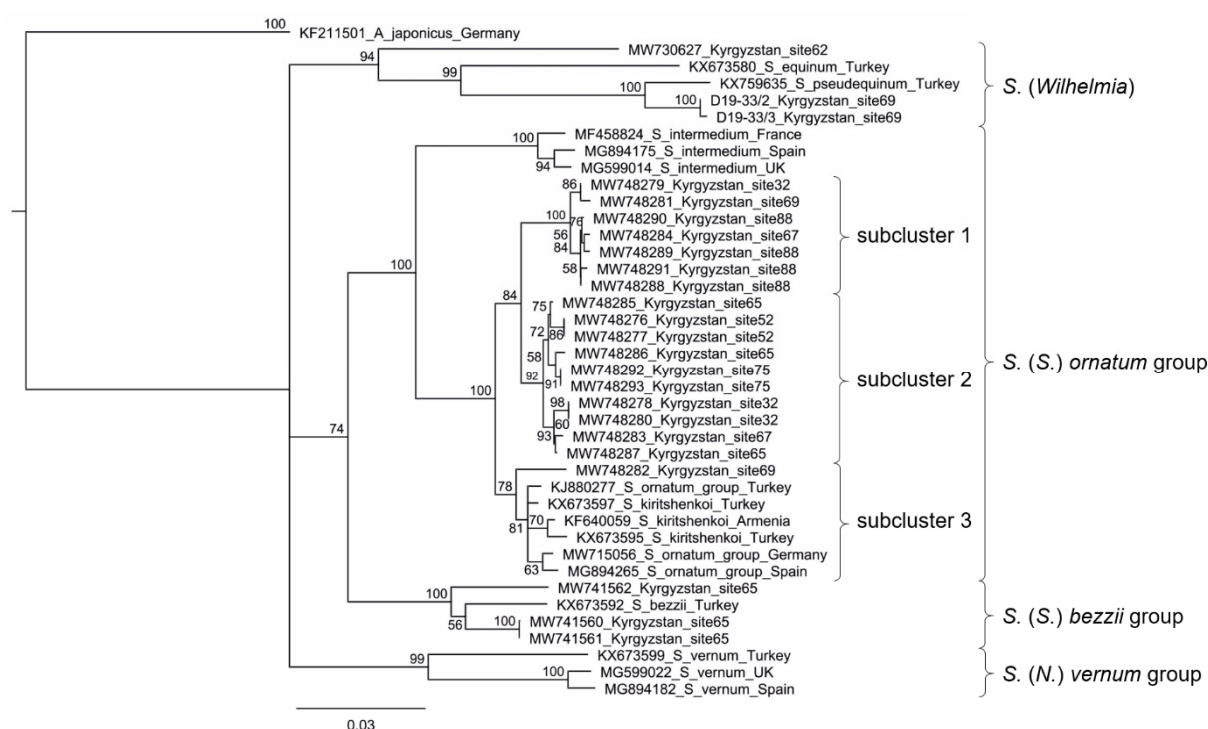 100
KF211501_A_japonicus_Germany
94
MW730627_Kyrgyzstan_site62
99
KX673580_S_equinum_Turkey
100
KX759635_S_pseudequinum_Turkey
100
D19-33/2_Kyrgyzstan_site69
D19-33/3_Kyrgyzstan_site69
S. (Wilhelmia)
100
MF458824_S_intermedium_France
MG894175_S_intermedium_Spain
94
MG599014_S_intermedium_UK
86
MW748279_Kyrgyzstan_site32
MW748281_Kyrgyzstan_site69
100
76
MW748290_Kyrgyzstan_site88
56
MW748284_Kyrgyzstan_site67
84
MW748289_Kyrgyzstan_site88
58
MW748291_Kyrgyzstan_site88
MW748288_Kyrgyzstan_site88
subcluster 1
100
84
75
MW748285_Kyrgyzstan_site65
MW748276_Kyrgyzstan_site52
72
86
MW748277_Kyrgyzstan_site52
58
MW748286_Kyrgyzstan_site65
92
MW748292_Kyrgyzstan_site75
91
MW748293_Kyrgyzstan_site75
98
MW748278_Kyrgyzstan_site32
60
MW748280_Kyrgyzstan_site32
93
MW748283_Kyrgyzstan_site67
MW748287_Kyrgyzstan_site65
subcluster 2
S. (S.) ornatum group
100
74
78
MW748282_Kyrgyzstan_site69
KJ880277_S_ornatum_group_Turkey
KX673597_S_kiritshenkoi_Turkey
81
70
KF640059_S_kiritshenkoi_Armenia
KX673595_S_kiritshenkoi_Turkey
MW715056_S_ornatum_group_Germany
63
MG894265_S_ornatum_group_Spain
subcluster 3
100
MW741562_Kyrgyzstan_site65
KX673592_S_bezzii_Turkey
56
100
MW741560_Kyrgyzstan_site65
MW741561_Kyrgyzstan_site65
S. (S.) bezzii group
99
KX673599_S_vernum_Turkey
100
MG599022_S_vernum_UK
MG894182_S_vernum_Spain
S. (N.) vernum group
0.03